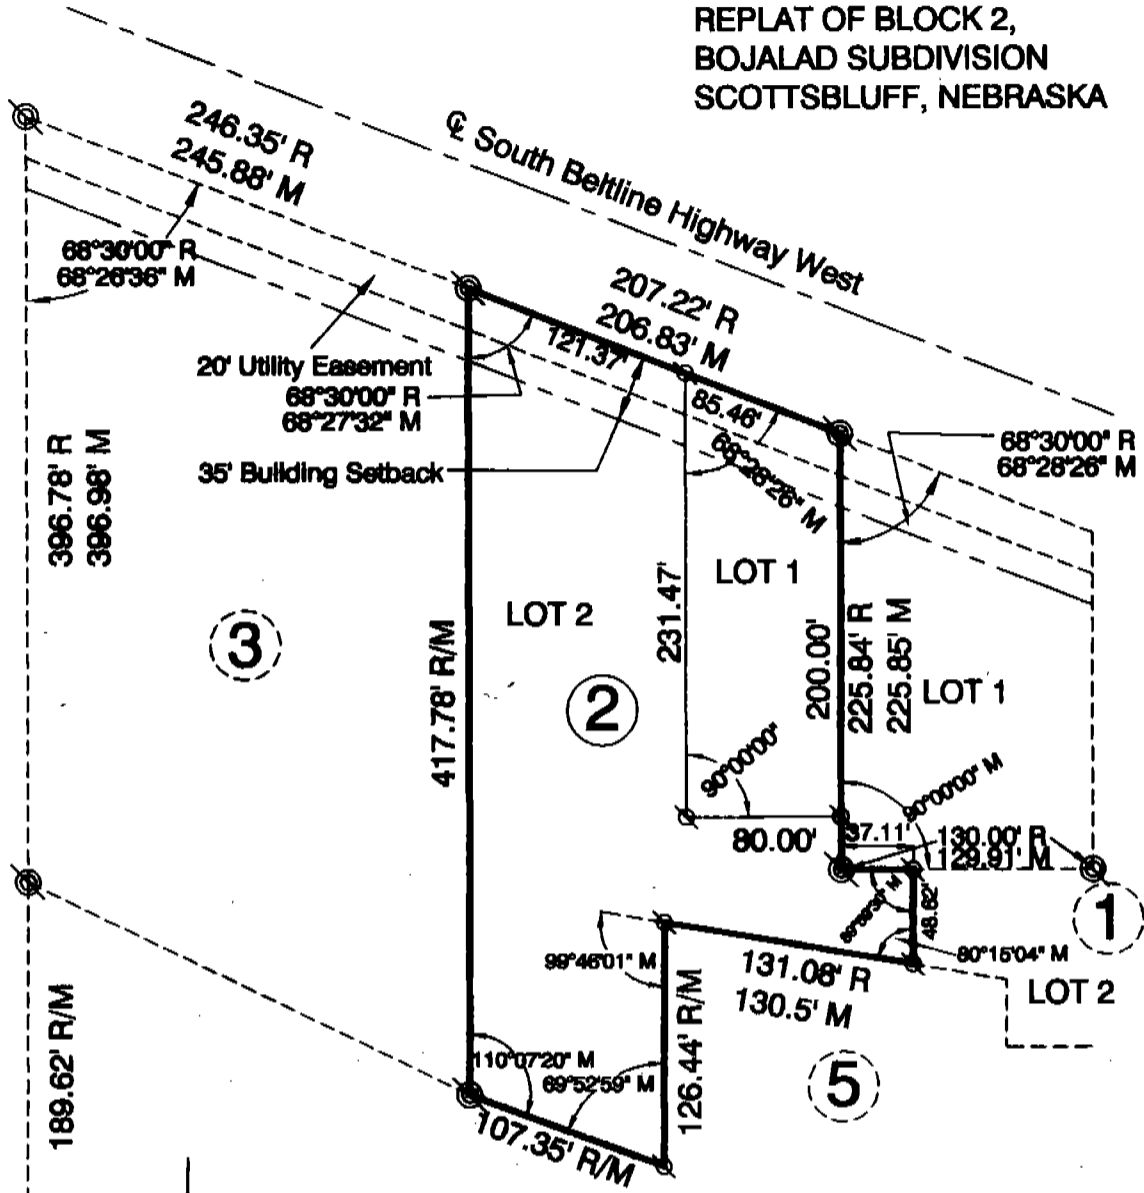 REPLAT OF BLOCK 2,
BOJALAD SUBDIVISION
SCOTTSBLUFF, NEBRASKA
℄ South Beltline Highway West
246.35' R
245.88' M
68°30'00" R
68°26'36" M
207.22' R
206.83' M
121.37'
85.46'
20' Utility Easement
68°30'00" R
68°27'32" M
35' Building Setback
68°28'26" M
68°30'00" R
68°28'26" M
396.78' R
396.98' M
LOT 1
LOT 2
3
2
231.47'
200.00'
225.84' R
225.85' M
LOT 1
417.78' R/M
90°00'00"
90°00'00" M
80.00'
37.11'
130.00' R
129.91' M
48.62'
1
99°46'01" M
131.08' R
130.5' M
80°15'04" M
LOT 2
189.62' R/M
110°07'20" M
69°52'59" M
126.44' R/M
5
107.35' R/M